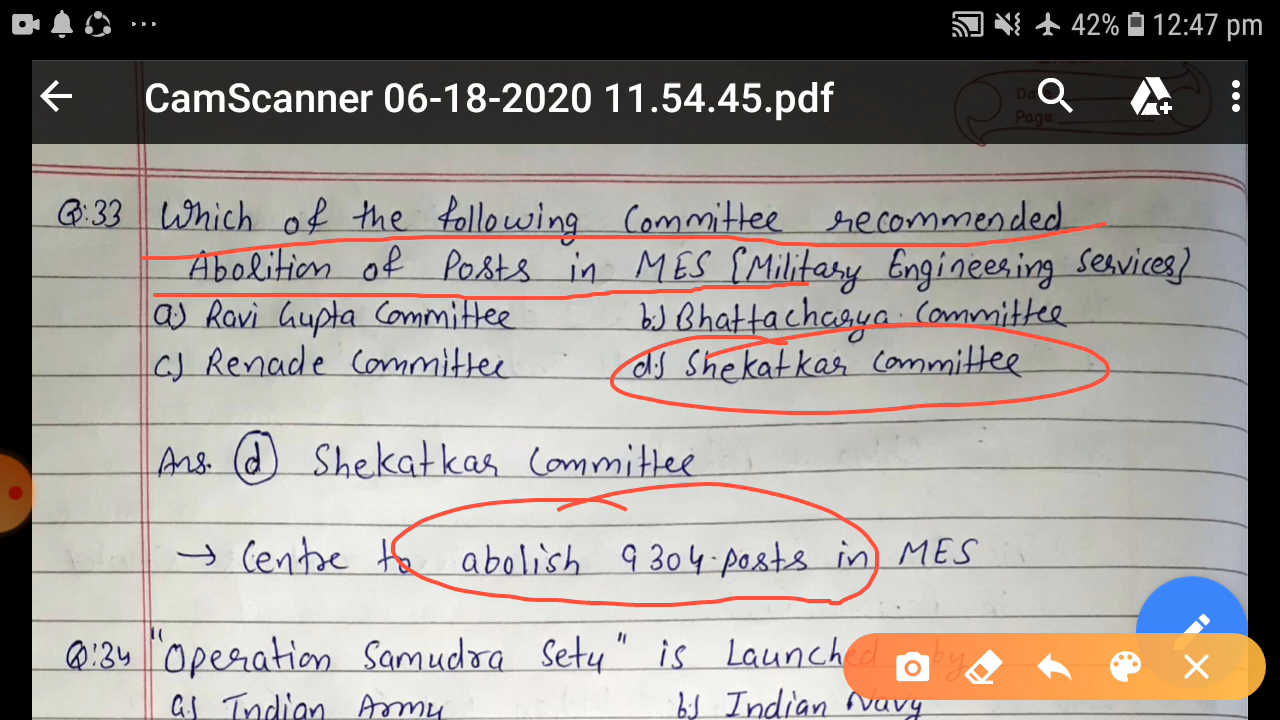 42% 12:47 pm
CamScanner 06-18-2020 11.54.45.pdf
Page
Q:33 Which of the following Committee recommended
Abolition of Posts in MES [Military Engineering Services]
a) Ravi Gupta Committee b) Bhattacharya Committee
c) Renade Committee d) Shekatkar Committee
Ans. (d) Shekatkar Committee
→ Centre to abolish 9304 posts in MES
Q:34 "Operation Samudra Setu" is Launched by
a) Indian Army b) Indian Navy